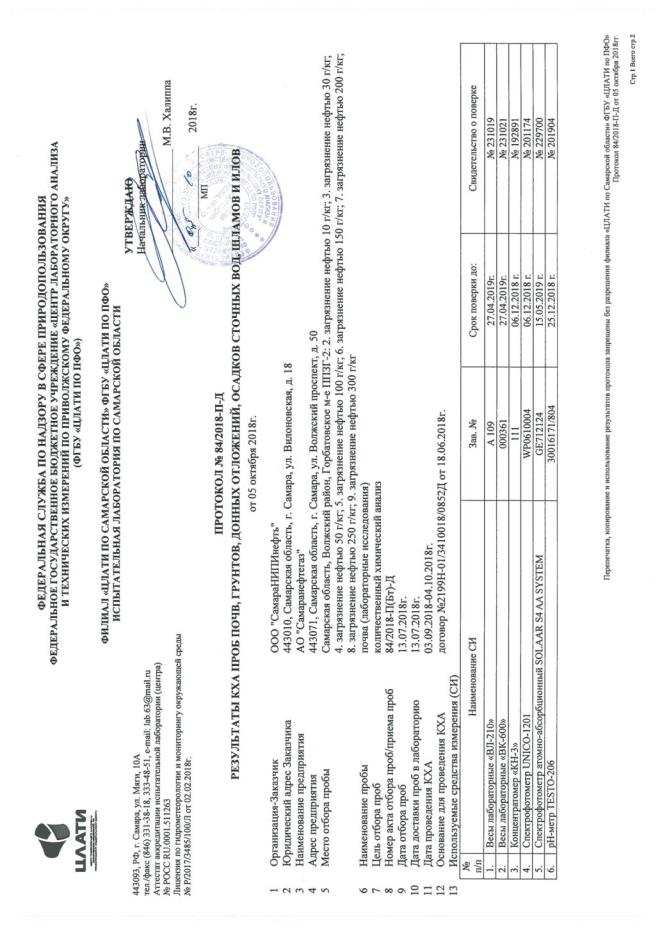 ФЕДЕРАЛЬНАЯ СЛУЖБА ПО НАДЗОРУ В СФЕРЕ ПРИРОДОПОЛЬЗОВАНИЯ
ФЕДЕРАЛЬНОЕ ГОСУДАРСТВЕННОЕ БЮДЖЕТНОЕ УЧРЕЖДЕНИЕ «ЦЕНТР ЛАБОРАТОРНОГО АНАЛИЗА
И ТЕХНИЧЕСКИХ ИЗМЕРЕНИЙ ПО ПРИВОЛЖСКОМУ ФЕДЕРАЛЬНОМУ ОКРУГУ»
(ФГБУ «ЦЛАТИ ПО ПФО»)
ЦЛАТИ
ФИЛИАЛ «ЦЛАТИ ПО САМАРСКОЙ ОБЛАСТИ» ФГБУ «ЦЛАТИ ПО ПФО»
ИСПЫТАТЕЛЬНАЯ ЛАБОРАТОРИЯ ПО САМАРСКОЙ ОБЛАСТИ
443093, РФ, г. Самара, ул. Мяги, 10А
тел./факс (846) 331-38-18, 333-48-51, e-mail: lab.63@mail.ru
Аттестат аккредитации испытательной лаборатории (центра)
№ РОСС RU.0001.511263
Лицензия по гидрометеорологии и мониторингу окружающей среды
№ Р/2017/3485/100/Л от 02.02.2018г.
УТВЕРЖДАЮ
Начальник лаборатории
М.В. Халиппа
2018г.
МП
ПРОТОКОЛ № 84/2018-П-Д
РЕЗУЛЬТАТЫ КХА ПРОБ ПОЧВ, ГРУНТОВ, ДОННЫХ ОТЛОЖЕНИЙ, ОСАДКОВ СТОЧНЫХ ВОД, ШЛАМОВ И ИЛОВ
от 05 октября 2018г.
1 Организация-Заказчик ООО "СамараНИПИнефть"
2 Юридический адрес Заказчика 443010, Самарская область, г. Самара, ул. Вилоновская, д. 18
3 Наименование предприятия АО "Самаранефтегаз"
4 Адрес предприятия 443071, Самарская область, г. Самара, ул. Волжский проспект, д. 50
5 Место отбора пробы Самарская область, Волжский район, Горбатовское м-е ППЗГ-2: 2. загрязнение нефтью 10 г/кг; 3. загрязнение нефтью 30 г/кг;
4. загрязнение нефтью 50 г/кг; 5. загрязнение нефтью 100 г/кг; 6. загрязнение нефтью 150 г/кг; 7. загрязнение нефтью 200 г/кг;
8. загрязнение нефтью 250 г/кг; 9. загрязнение нефтью 300 г/кг
6 Наименование пробы почва (лабораторные исследования)
7 Цель отбора проб количественный химический анализ
8 Номер акта отбора проб/приема проб 84/2018-П(Бт)-Д
9 Дата отбора проб 13.07.2018г.
10 Дата доставки проб в лабораторию 13.07.2018г.
11 Дата проведения КХА 03.09.2018-04.10.2018г.
12 Основание для проведения КХА договор №2199Н-01/3410018/0852Д от 18.06.2018г.
13 Используемые средства измерения (СИ)
№ п/п Наименование СИ Зав. № Срок поверки до: Свидетельство о поверке
1. Весы лабораторные «ВЛ-210» А 109 27.04.2019г. № 231019
2. Весы лабораторные «ВК-600» 000361 27.04.2019г. № 231021
3. Концентратомер «КН-3» 111 06.12.2018 г. № 192891
4. Спектрофотометр UNICO-1201 WP0610004 06.12.2018 г. № 201174
5. Спектрофотометр атомно-абсорбционный SOLAAR S4 AA SYSTEM GE712124 15.05.2019 г. № 229700
6. рН-метр TESTO-206 30016171/804 25.12.2018 г. № 201904
Перепечатка, копирование и использование результатов протокола запрещены без разрешения филиала «ЦЛАТИ по Самарской области» ФГБУ «ЦЛАТИ по ПФО»
Протокол 84/2018-П-Д от 05 октября 2018гг.
Стр.1 Всего стр.2